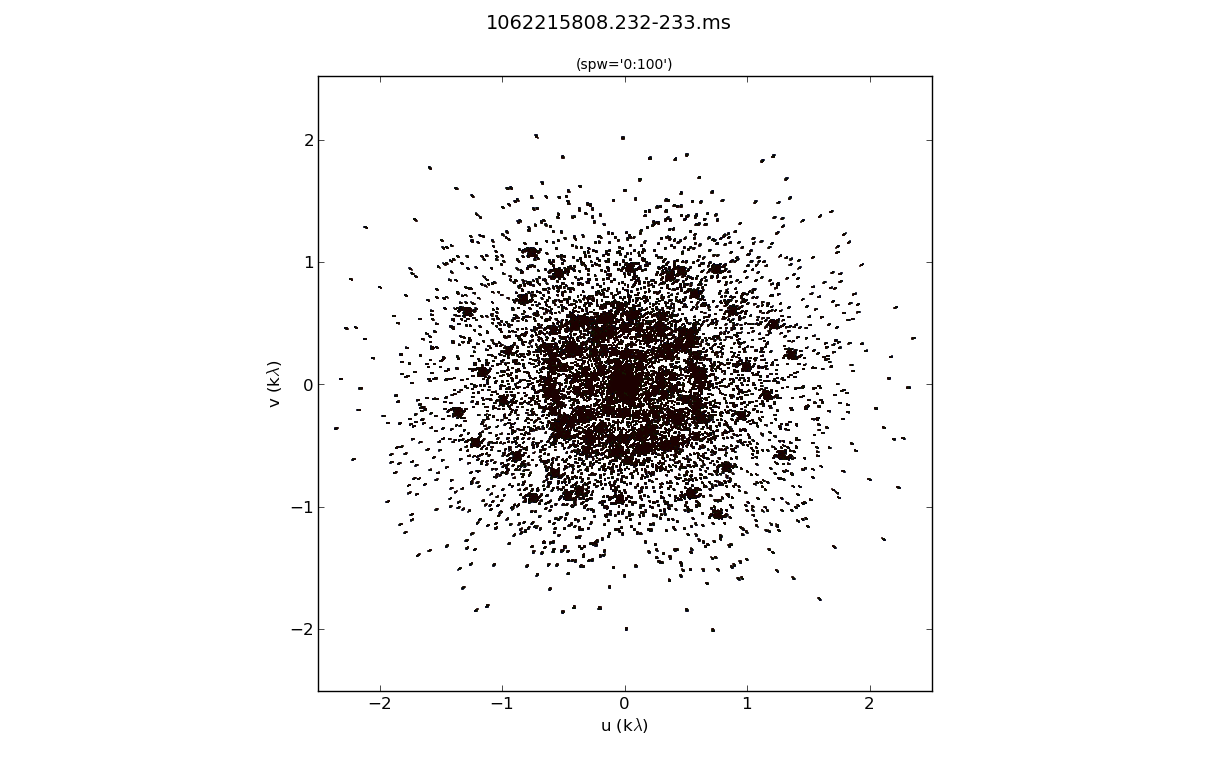 1062215808.232-233.ms
(spw='0:100')
2
1
0
−1
−2
v (kλ)
−2 −1 0 1 2
u (kλ)